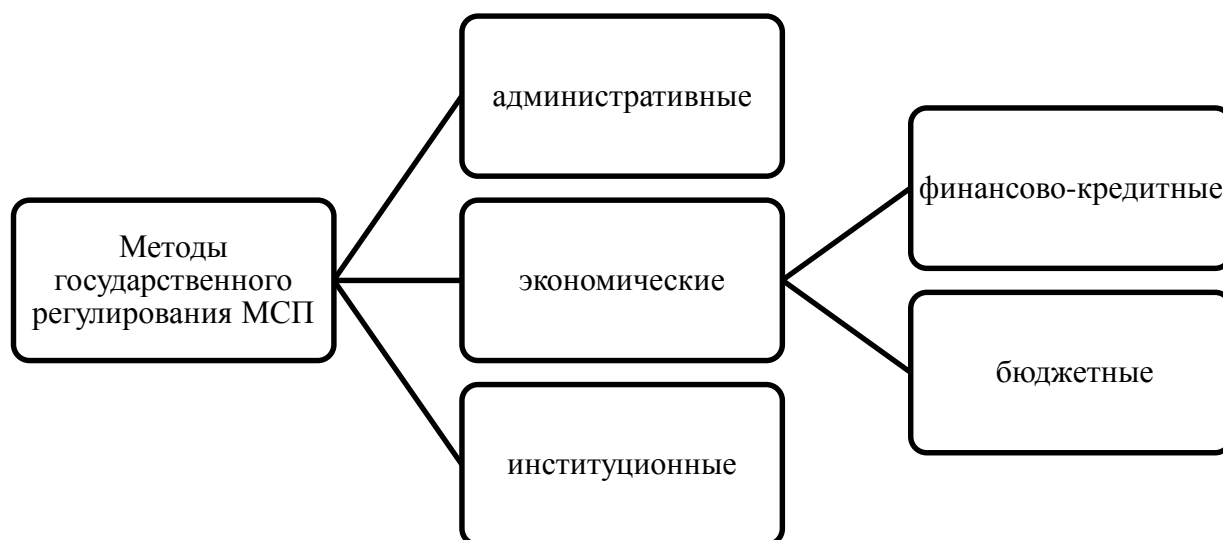 Методы
государственного
регулирования МСП
административные
экономические
институционные
финансово-кредитные
бюджетные